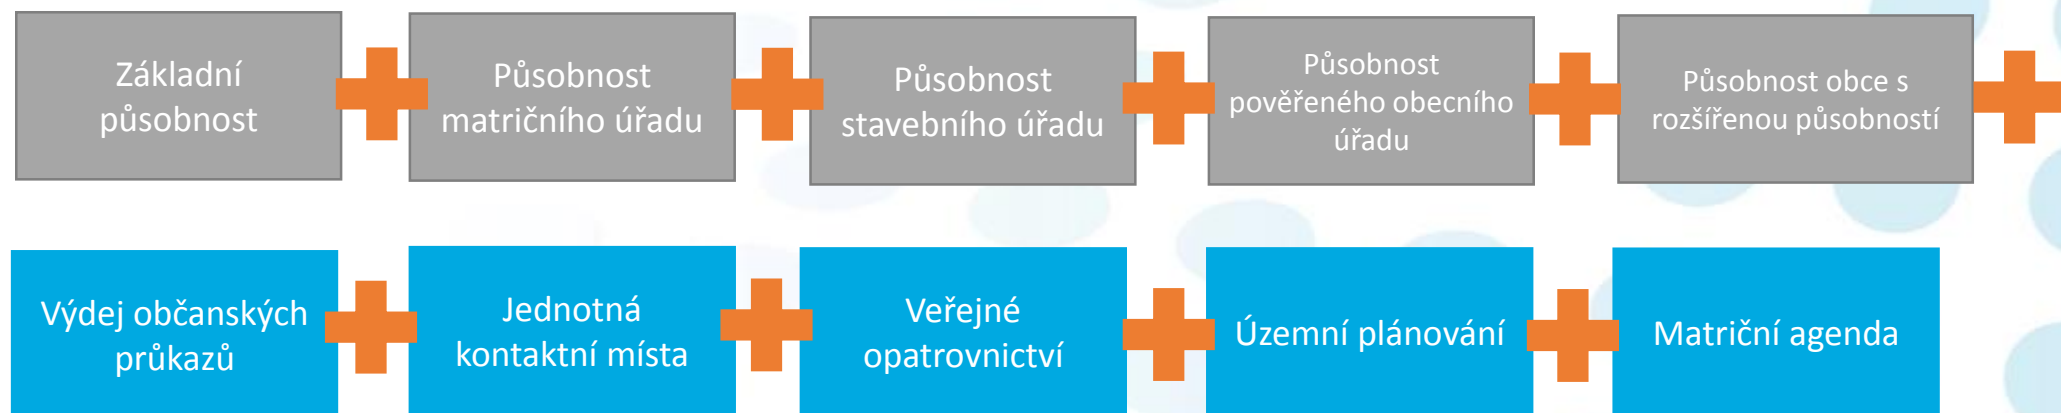 Základní
působnost
Působnost
matričního úřadu
Působnost
stavebního úřadu
Působnost
pověřeného obecního
úřadu
Působnost obce s
rozšířenou působností
Výdej občanských
průkazů
Jednotná
kontaktní místa
Veřejné
opatrovnictví
Územní plánování
Matriční agenda